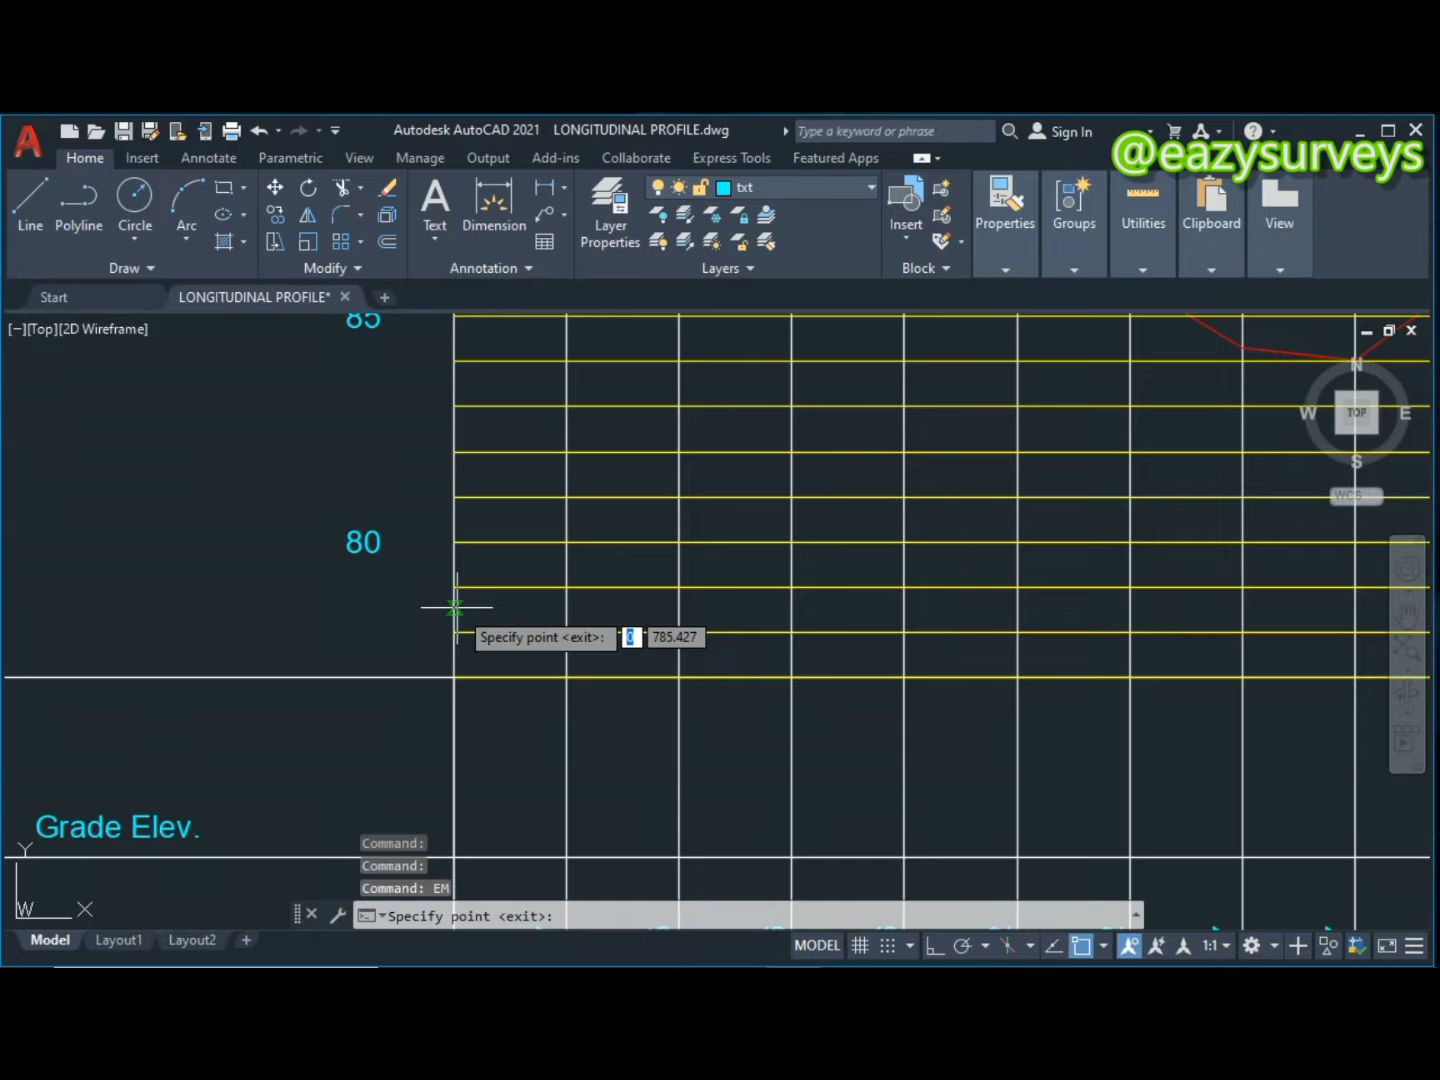 @eazysurveys
Autodesk AutoCAD 2021 LONGITUDINAL PROFILE.dwg
Type a keyword or phrase
Sign In
Home Insert Annotate Parametric View Manage Output Add-ins Collaborate Express Tools Featured Apps
txt
Line Polyline Circle Arc
Text Dimension
Layer Properties
Insert Properties Groups Utilities Clipboard View
Draw Modify Annotation Layers Block
Start LONGITUDINAL PROFILE*
[−][Top][2D Wireframe]
85
N
W TOP E
S
WCS
80
Specify point <exit>: 0 785.427
Grade Elev.
Y
W X
Command:
Command:
Command: EM
Specify point <exit>:
Model Layout1 Layout2 +
MODEL 1:1